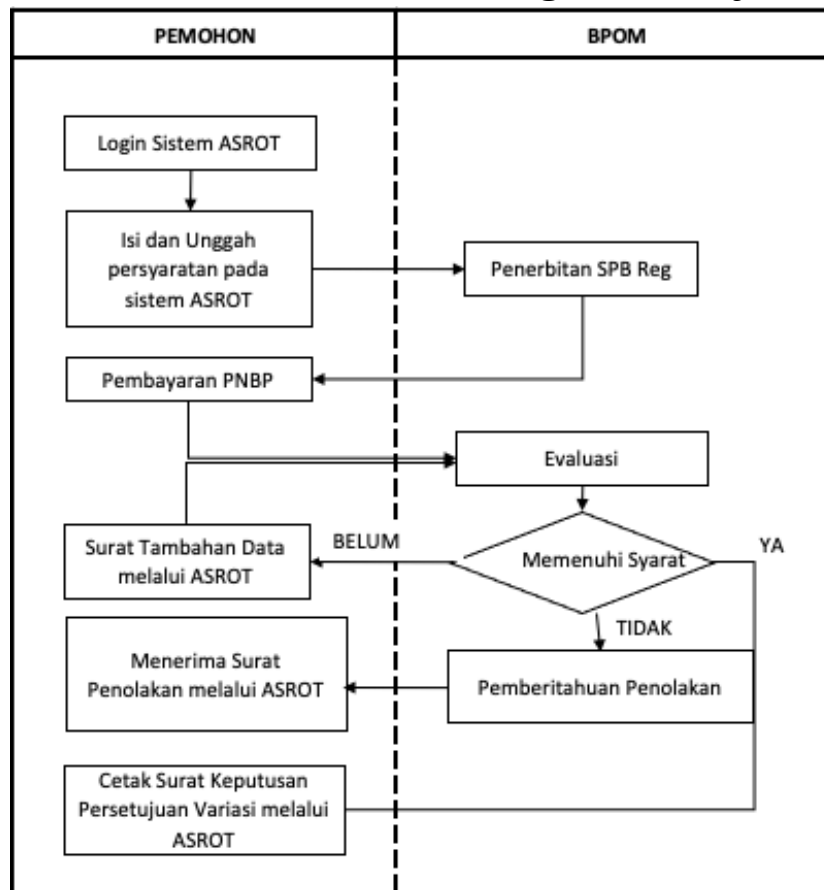 PEMOHON
BPOM
Login Sistem ASROT
Isi dan Unggah
persyaratan pada
sistem ASROT
Penerbitan SPB Reg
Pembayaran PNBP
Evaluasi
Surat Tambahan Data
melalui ASROT
BELUM
Memenuhi Syarat
YA
TIDAK
Menerima Surat
Penolakan melalui ASROT
Pemberitahuan Penolakan
Cetak Surat Keputusan
Persetujuan Variasi melalui
ASROT